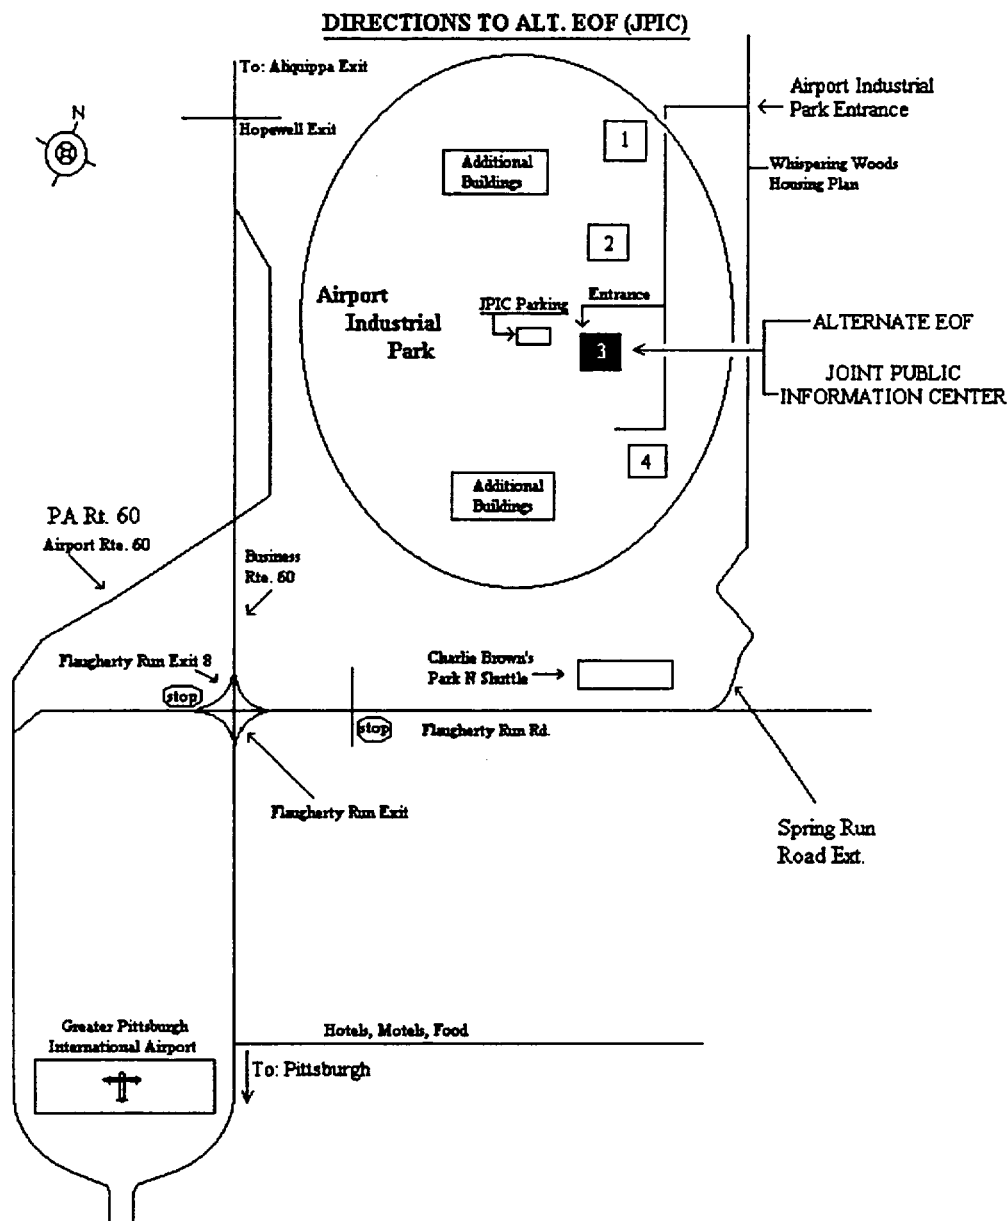 DIRECTIONS TO ALT. EOF (JPIC)
To: Aliquippa Exit
Hopewell Exit
N
Airport Industrial
Park Entrance
1
Additional
Buildings
Whispering Woods
Housing Plan
2
Airport
Industrial
Park
JPIC Parking
Entrance
3
ALTERNATE EOF
JOINT PUBLIC
INFORMATION CENTER
4
Additional
Buildings
PA Rt. 60
Airport Rte. 60
Business
Rte. 60
Flaugherty Run Exit 8
stop
Charlie Brown's
Park N Shuttle
stop
Flaugherty Run Rd.
Flaugherty Run Exit
Spring Run
Road Ext.
Greater Pittsburgh
International Airport
Hotels, Motels, Food
To: Pittsburgh